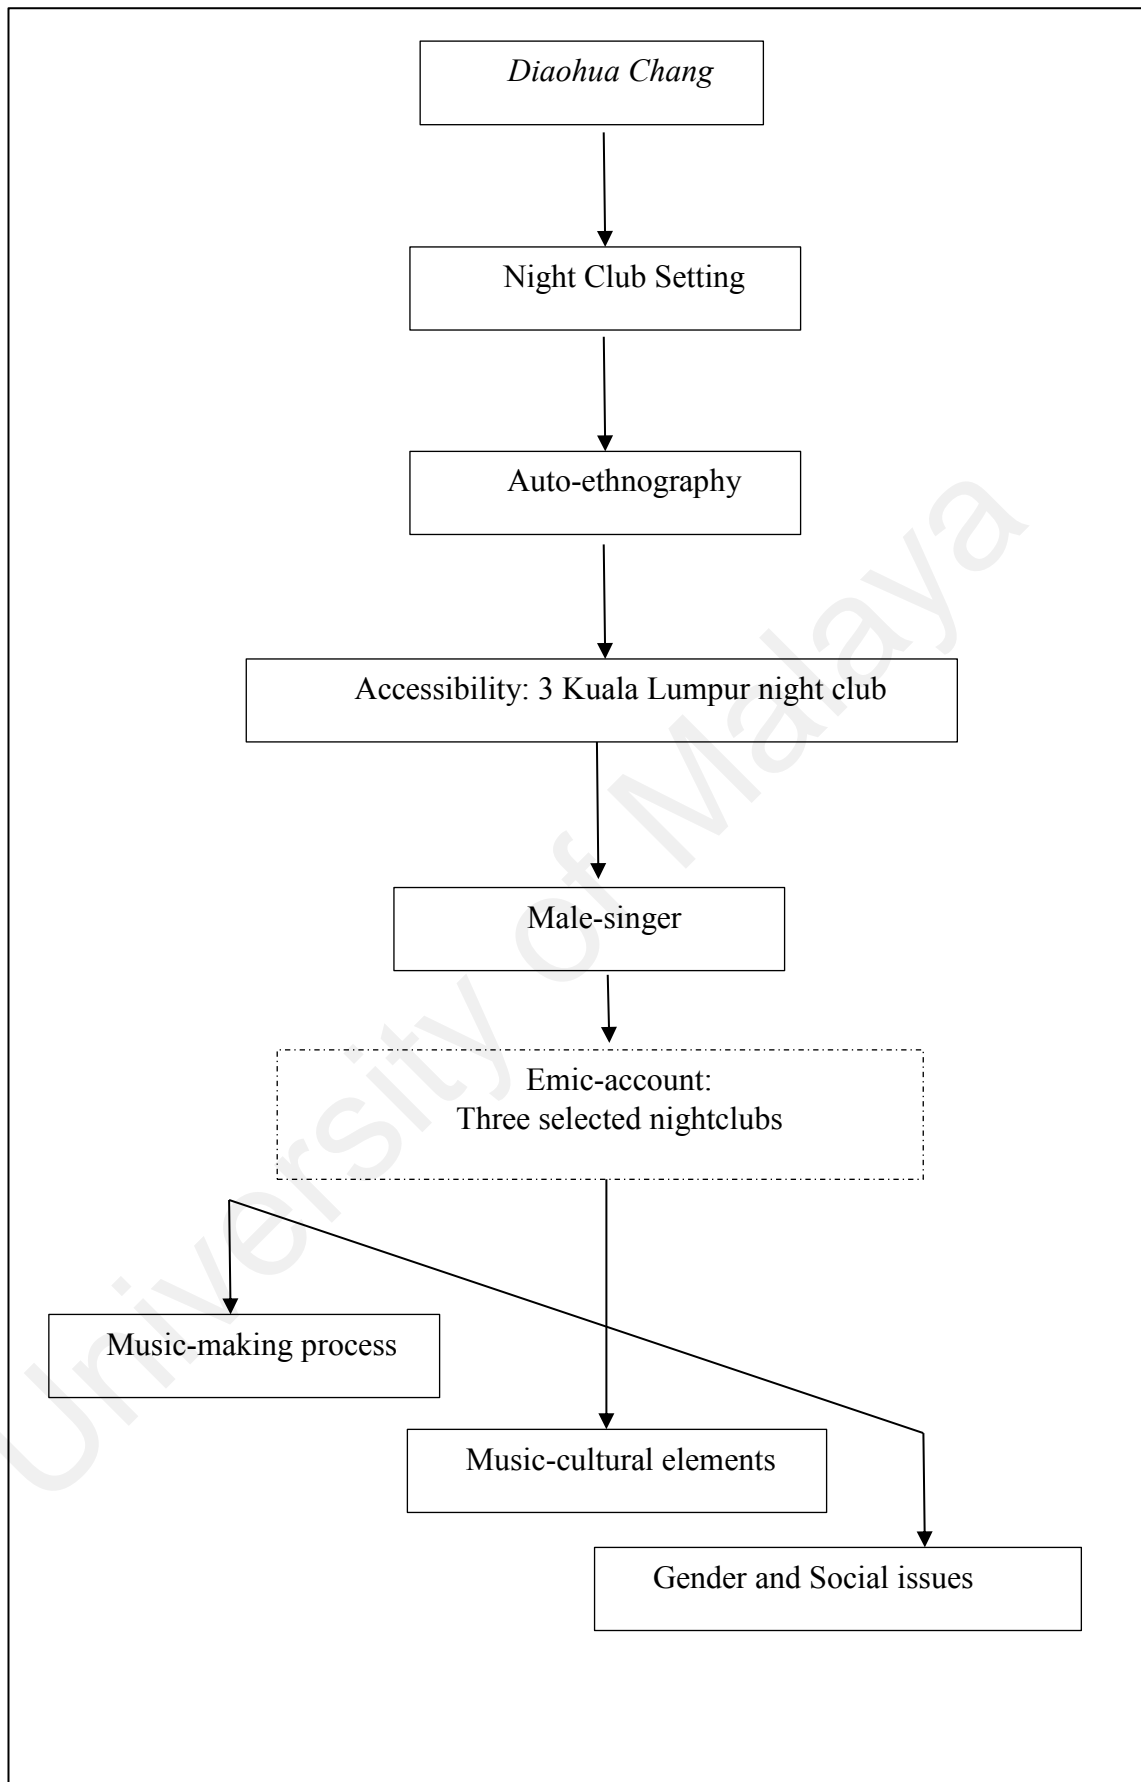 Diaohua Chang
Night Club Setting
Auto-ethnography
Accessibility: 3 Kuala Lumpur night club
Male-singer
Emic-account:
Three selected nightclubs
Music-making process
Music-cultural elements
Gender and Social issues
University of Malaya